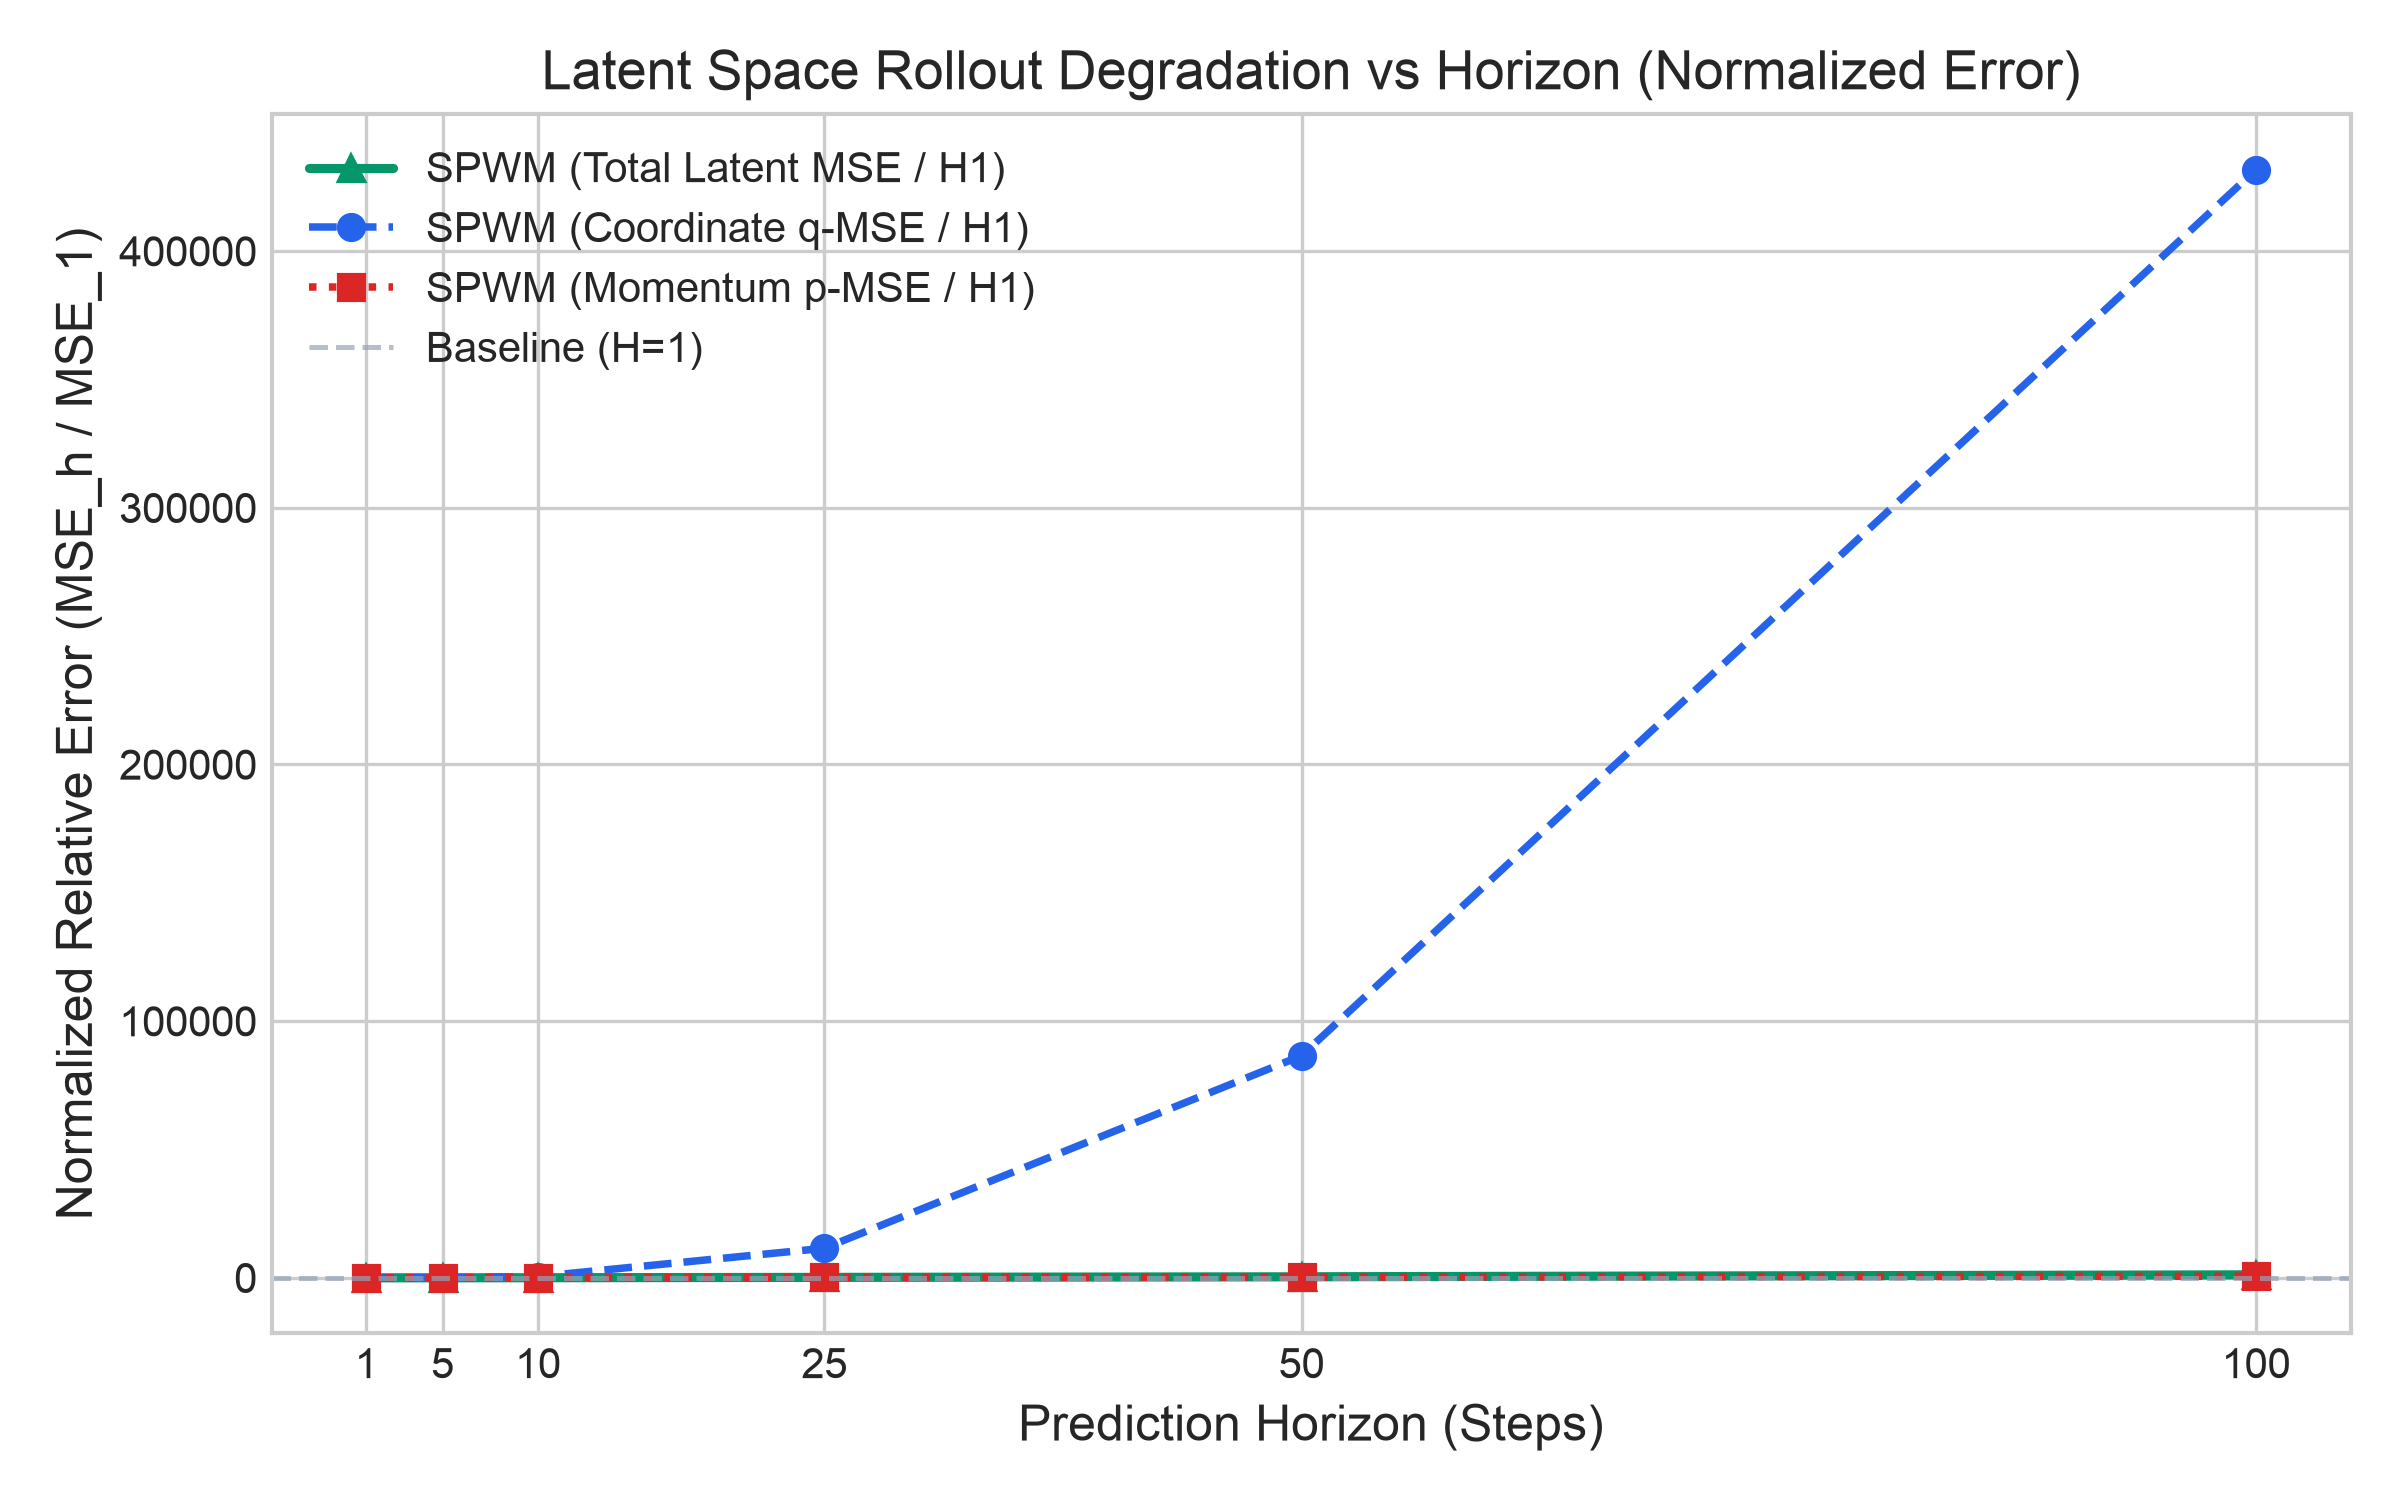 Latent Space Rollout Degradation vs Horizon (Normalized Error)
SPWM (Total Latent MSE / H1)
SPWM (Coordinate q-MSE / H1)
SPWM (Momentum p-MSE / H1)
Baseline (H=1)
Normalized Relative Error (MSE_h / MSE_1)
400000
300000
200000
100000
0
1 5 10 25 50 100
Prediction Horizon (Steps)